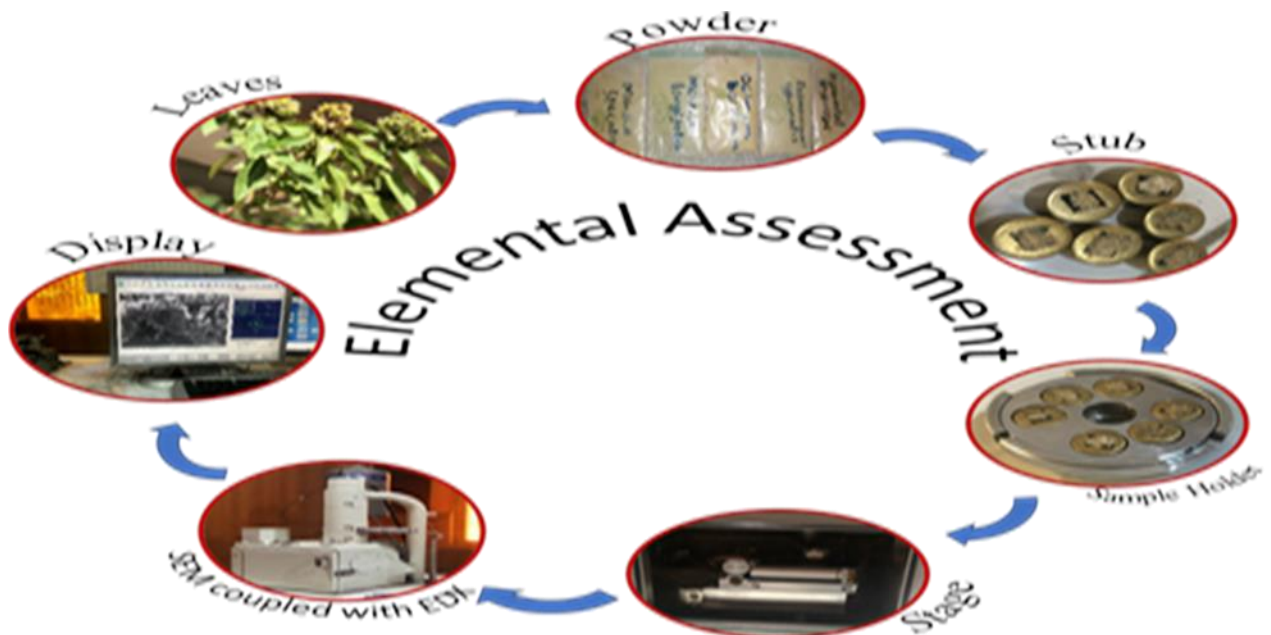 Leaves
Powder
Stub
Sample Holder
Stage
SEM coupled with EDX
Display
Elemental Assessment